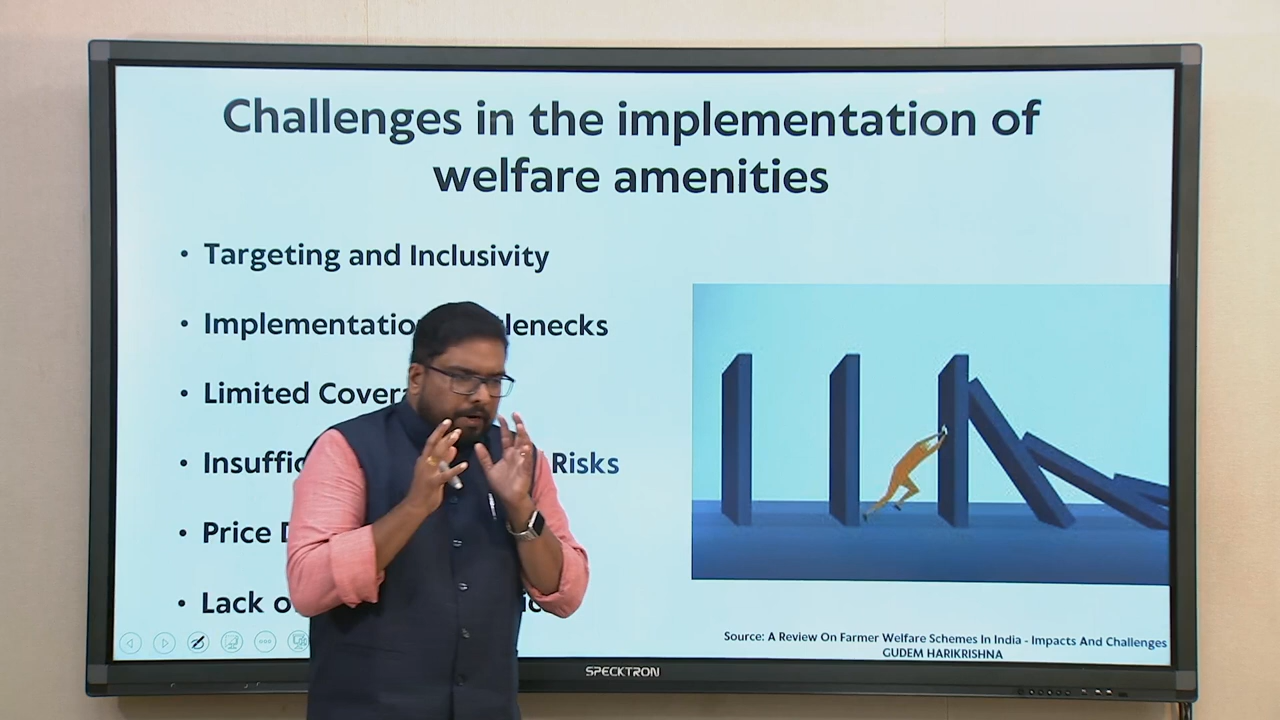 Challenges in the implementation of
welfare amenities
• Targeting and Inclusivity
• Implementatio lenecks
• Limited Covera
• Insuffic Risks
• Price
• Lack o
Source: A Review On Farmer Welfare Schemes In India - Impacts And Challenges
GUDEM HARIKRISHNA
SPECKTRON